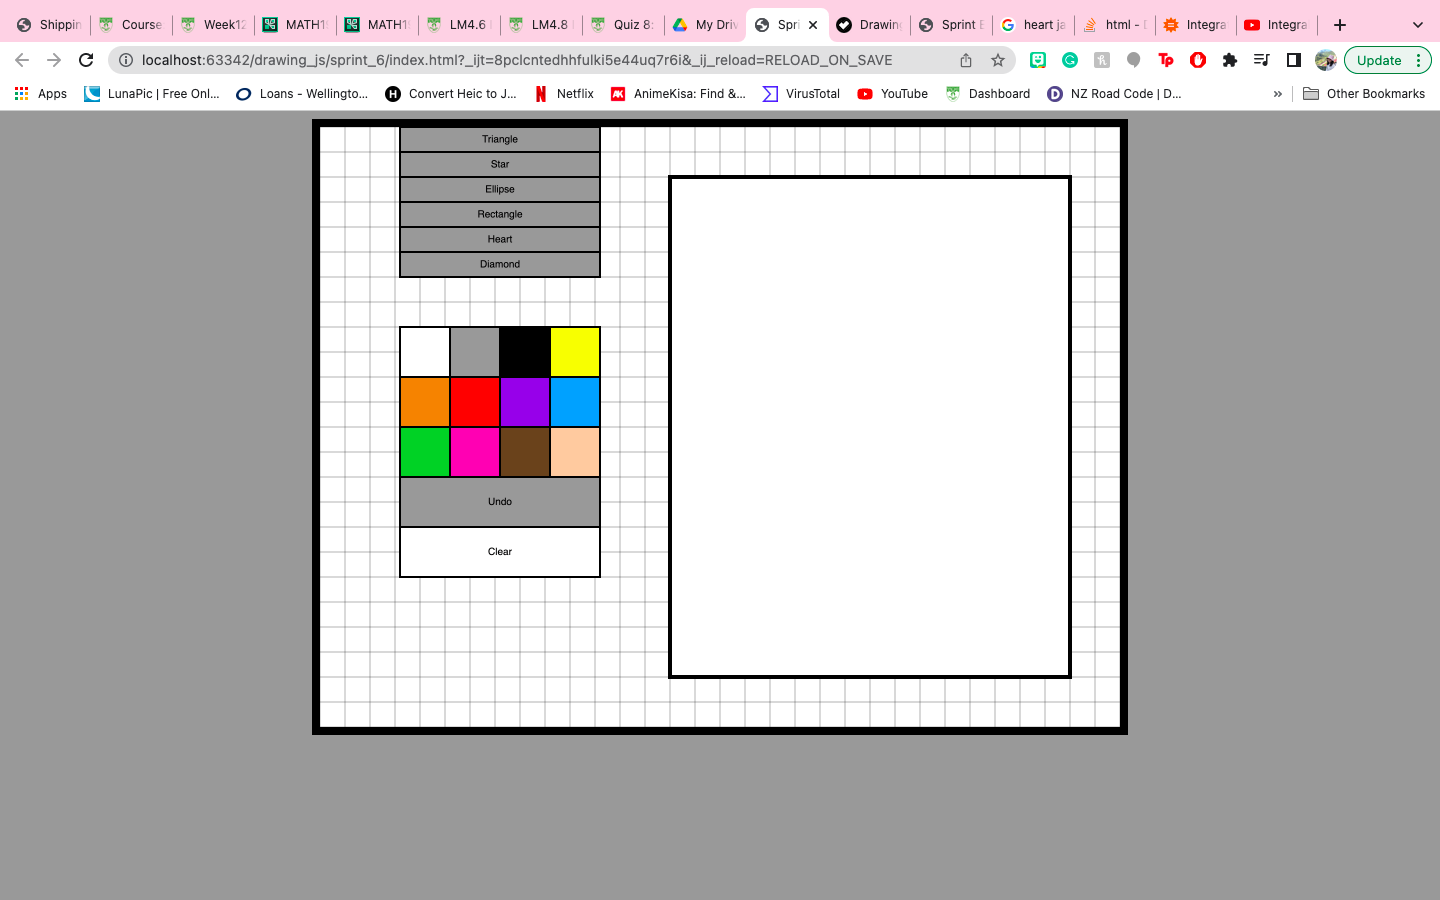 Shippin Course Week12 MATH1 MATH1 LM4.6 LM4.8 Quiz 8: My Driv Spri Drawing Sprint E heart ja html - D Integra Integra
localhost:63342/drawing_js/sprint_6/index.html?_ijt=8pclcntedhhfulki5e44uq7r6i&_ij_reload=RELOAD_ON_SAVE Tp Update
Apps LunaPic | Free Onl... Loans - Wellingto... H Convert Heic to J... Netflix AK AnimeKisa: Find &... VirusTotal YouTube Dashboard D NZ Road Code | D... » Other Bookmarks
Triangle
Star
Ellipse
Rectangle
Heart
Diamond
Undo
Clear